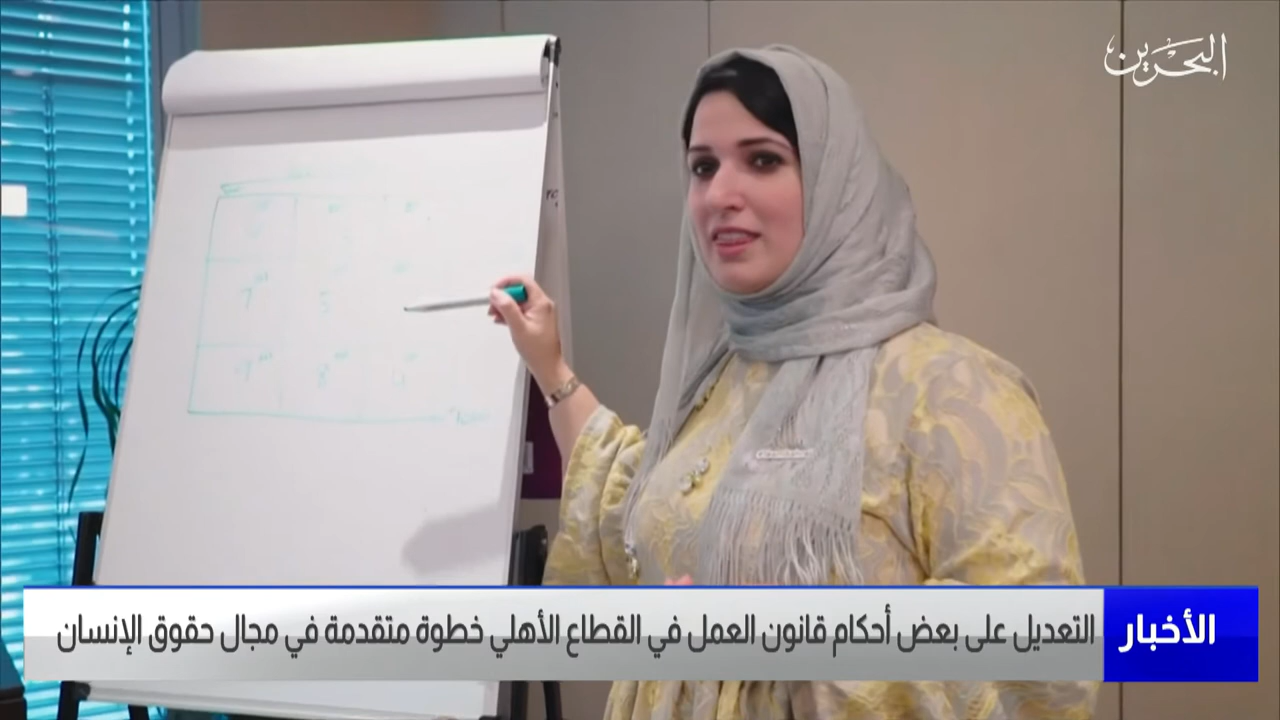 البحرين
الأخبار
التعديل على بعض أحكام قانون العمل في القطاع الأهلي خطوة متقدمة في مجال حقوق الإنسان